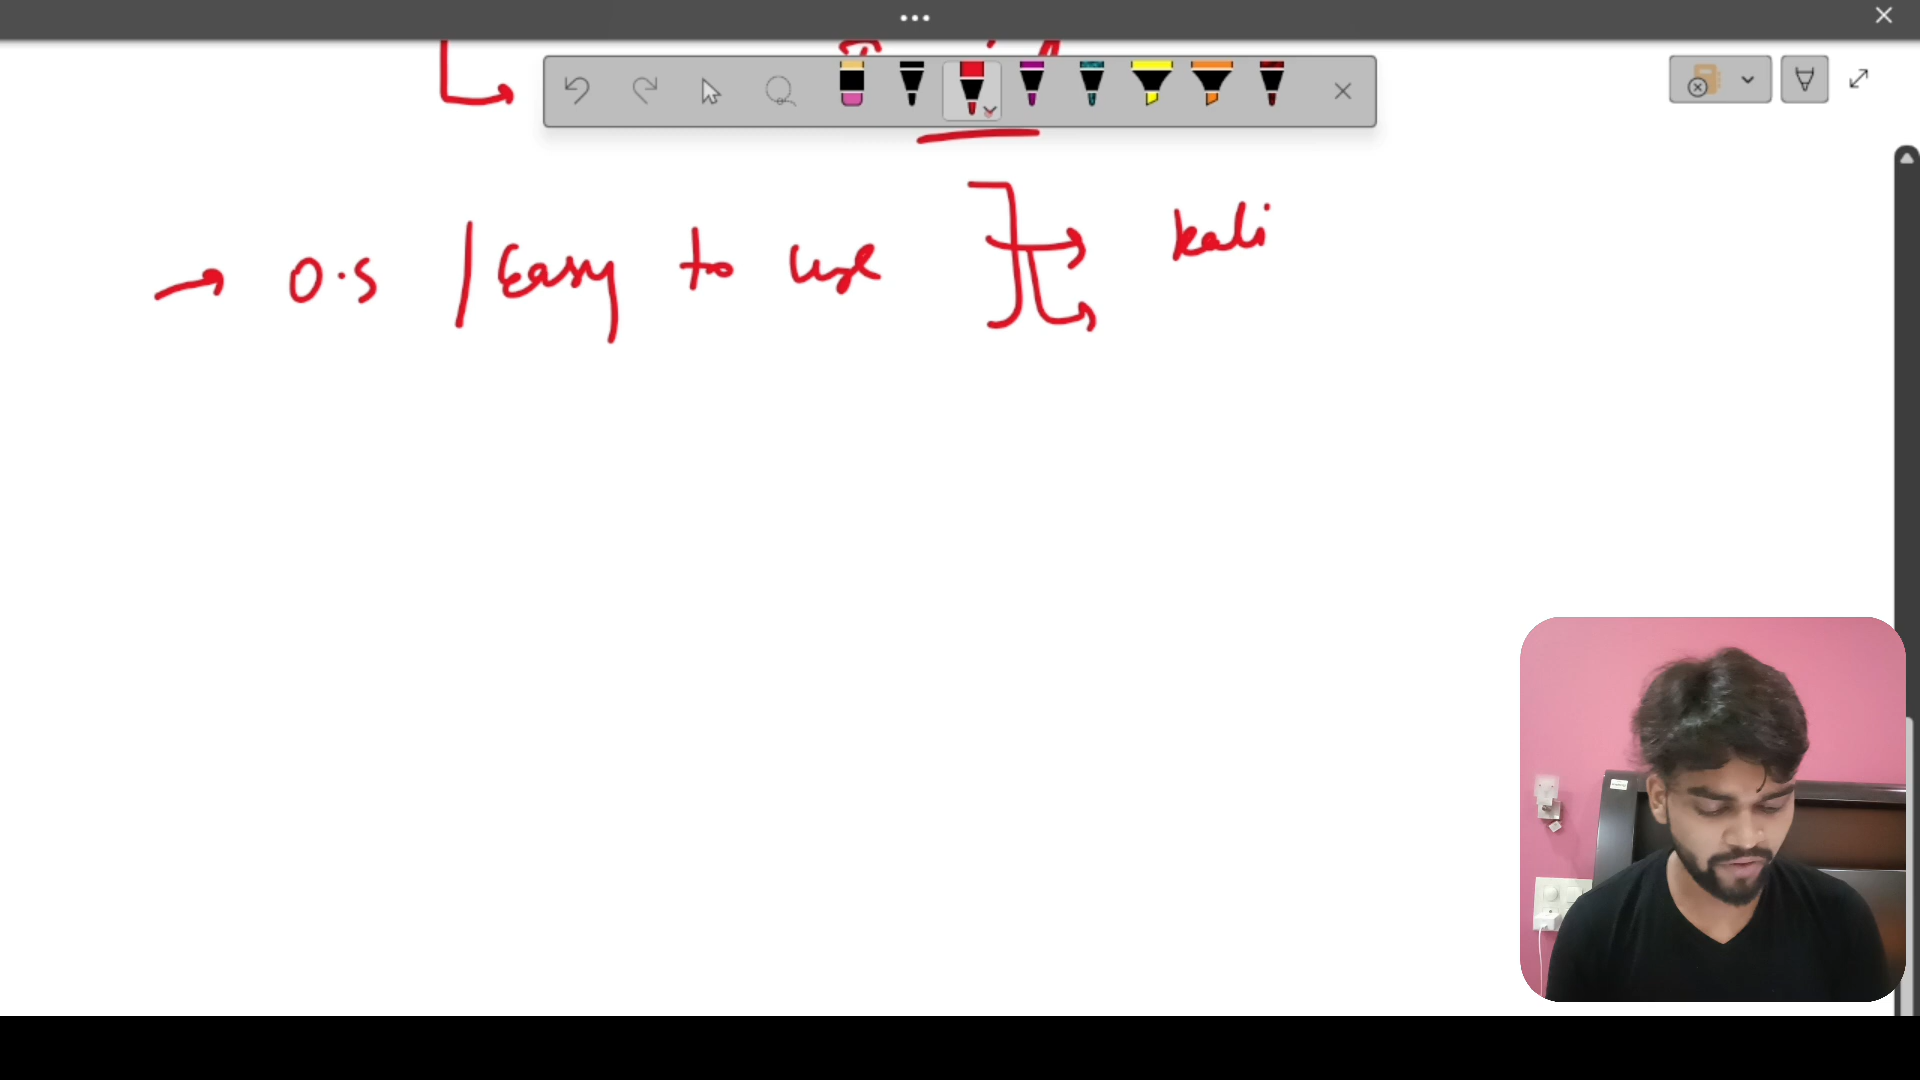 → O.S / Easy to use
kali